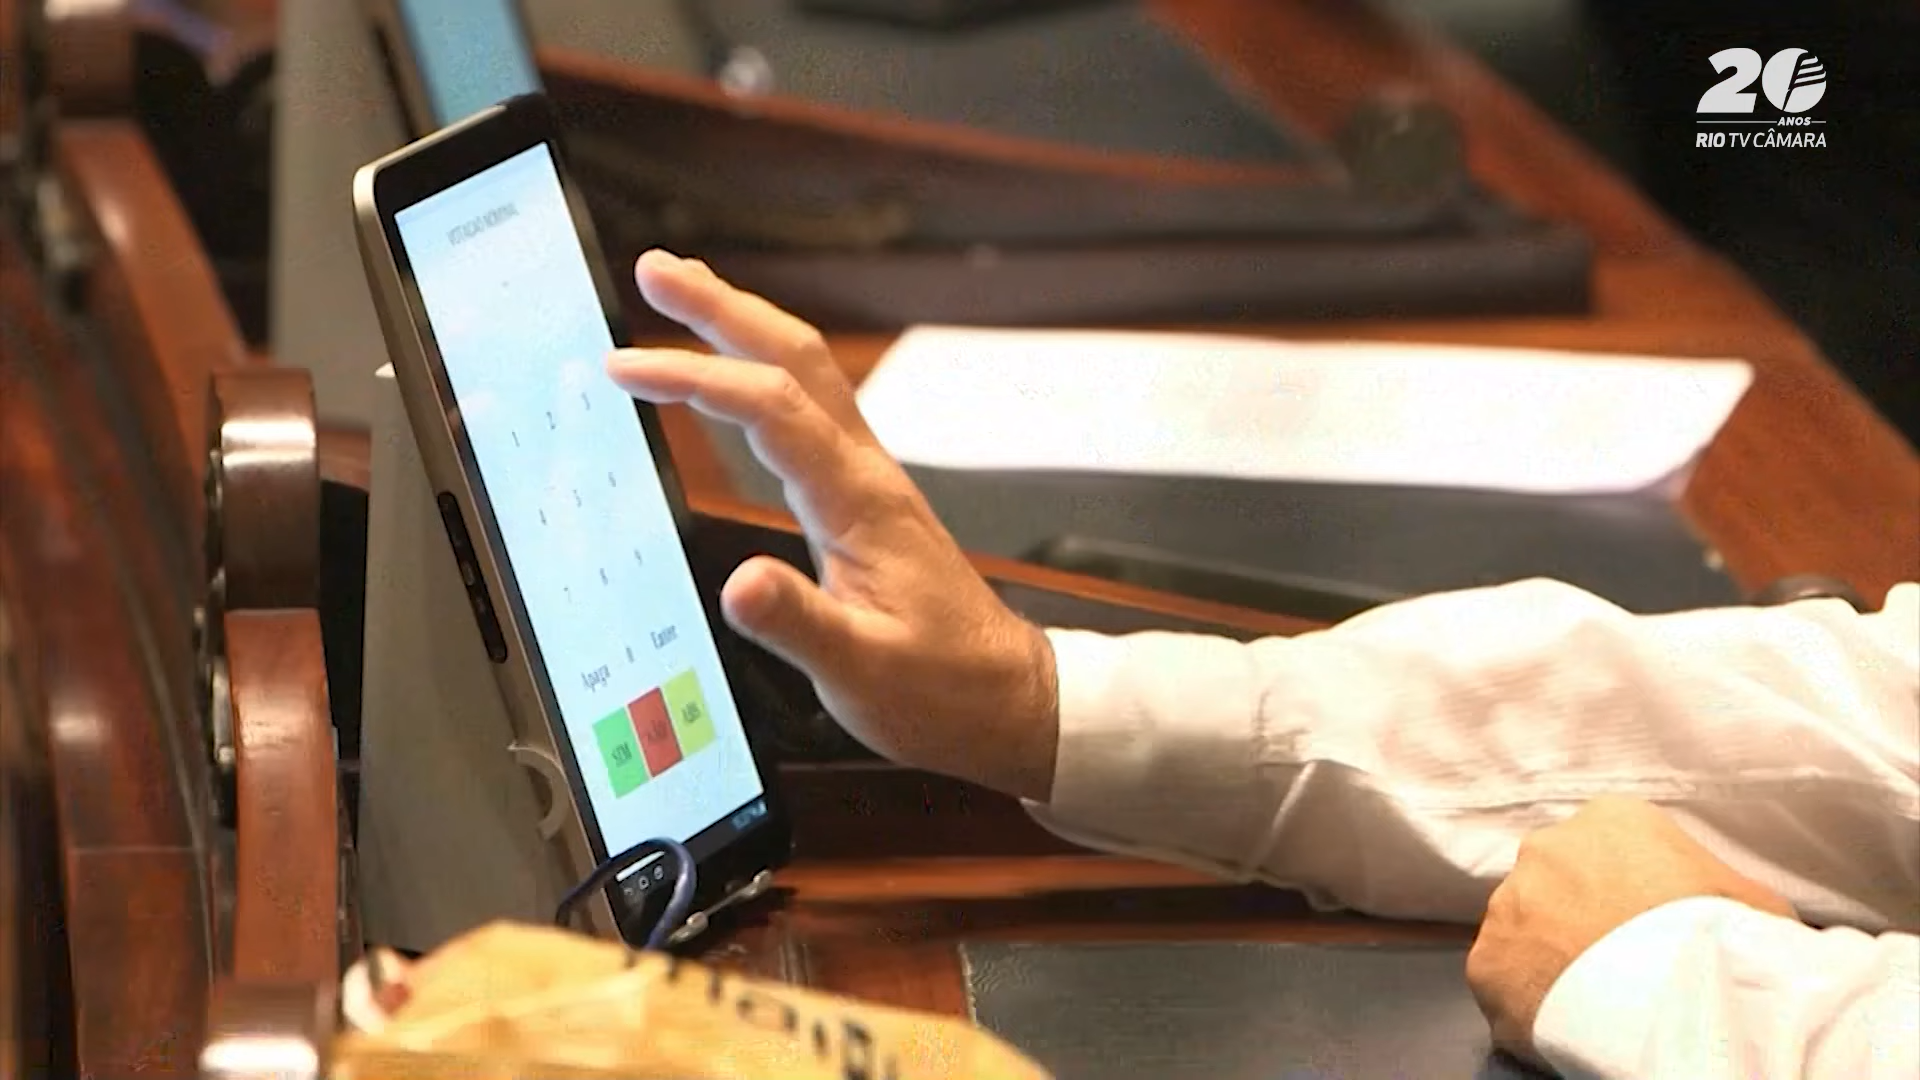 20
ANOS
RIO TV CÂMARA
VOTAÇÃO NOMINAL
1 2 3
4 5 6
7 8 9
Apaga 0 Enter
SIM NÃO ABS